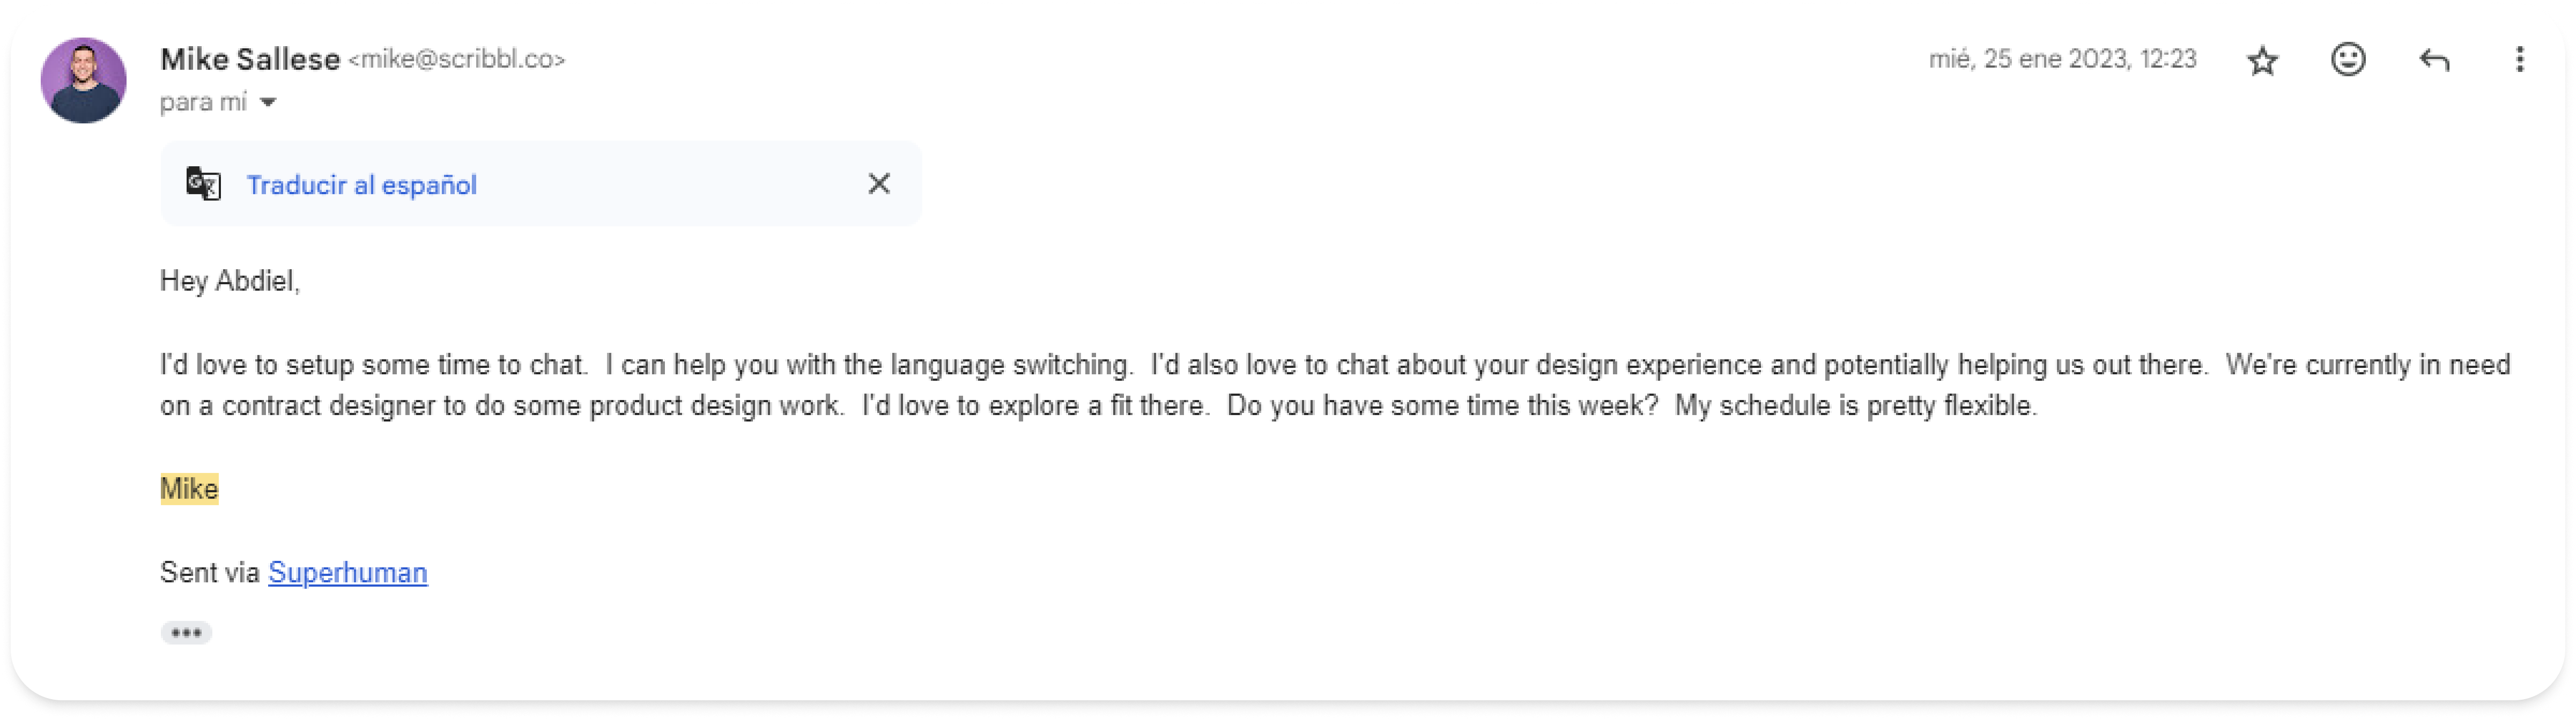 Mike Sallese <mike@scribbl.co>
mié, 25 ene 2023, 12:23
para mí
Traducir al español
Hey Abdiel,
I'd love to setup some time to chat.  I can help you with the language switching.  I'd also love to chat about your design experience and potentially helping us out there.  We're currently in need
on a contract designer to do some product design work.  I'd love to explore a fit there.  Do you have some time this week?  My schedule is pretty flexible.
Mike
Sent via Superhuman